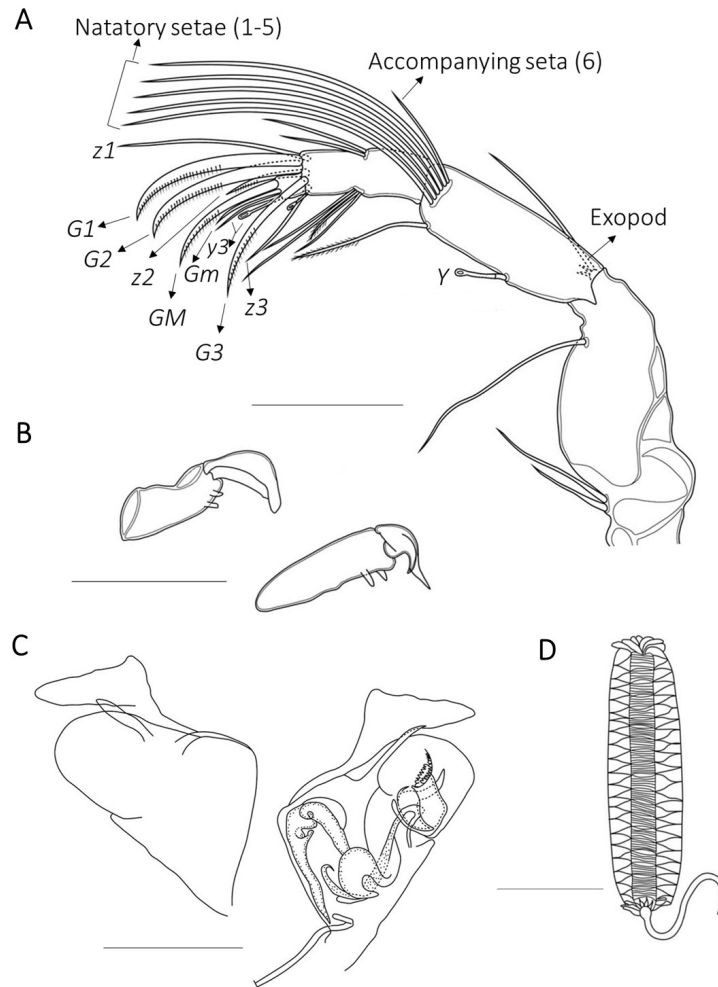 A
Natatory setae (1-5)
Accompanying seta (6)
z1
Exopod
G1
G2
z2
Gm
y3
z3
Y
GM
G3
B
C
D